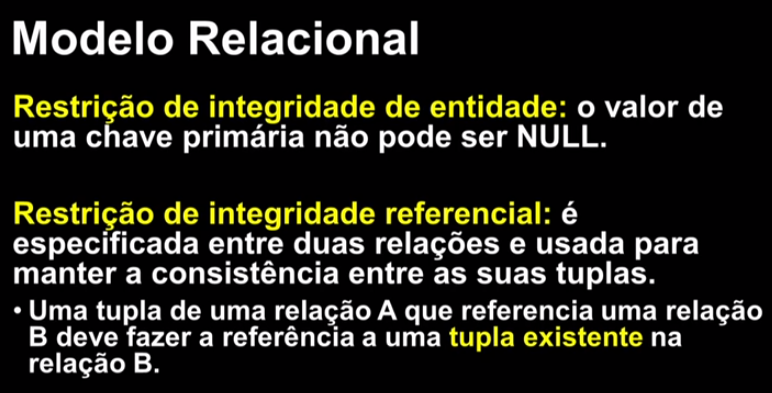 Modelo Relacional
Restrição de integridade de entidade: o valor de
uma chave primária não pode ser NULL.
Restrição de integridade referencial: é
especificada entre duas relações e usada para
manter a consistência entre as suas tuplas.
• Uma tupla de uma relação A que referencia uma relação
B deve fazer a referência a uma tupla existente na
relação B.